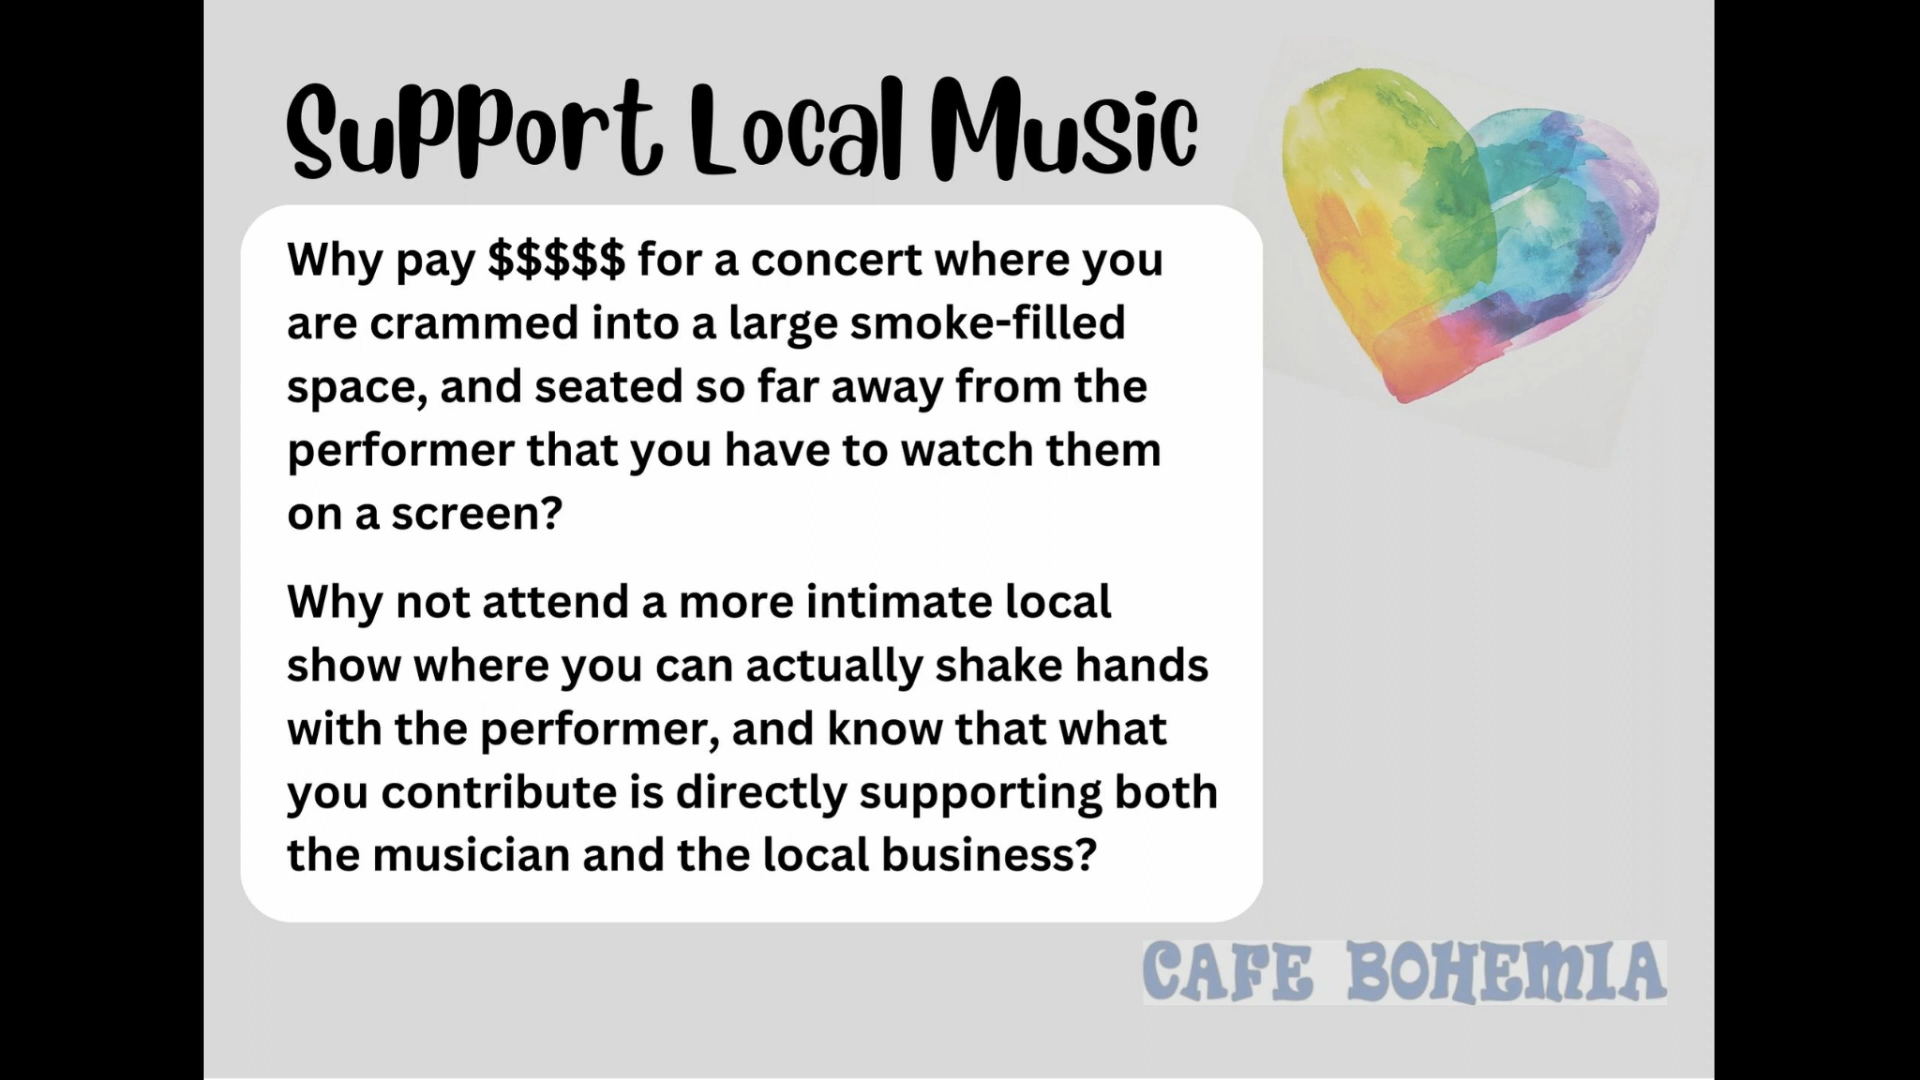 Support Local Music
Why pay $$$$$ for a concert where you
are crammed into a large smoke-filled
space, and seated so far away from the
performer that you have to watch them
on a screen?
Why not attend a more intimate local
show where you can actually shake hands
with the performer, and know that what
you contribute is directly supporting both
the musician and the local business?
CAFE BOHEMIA